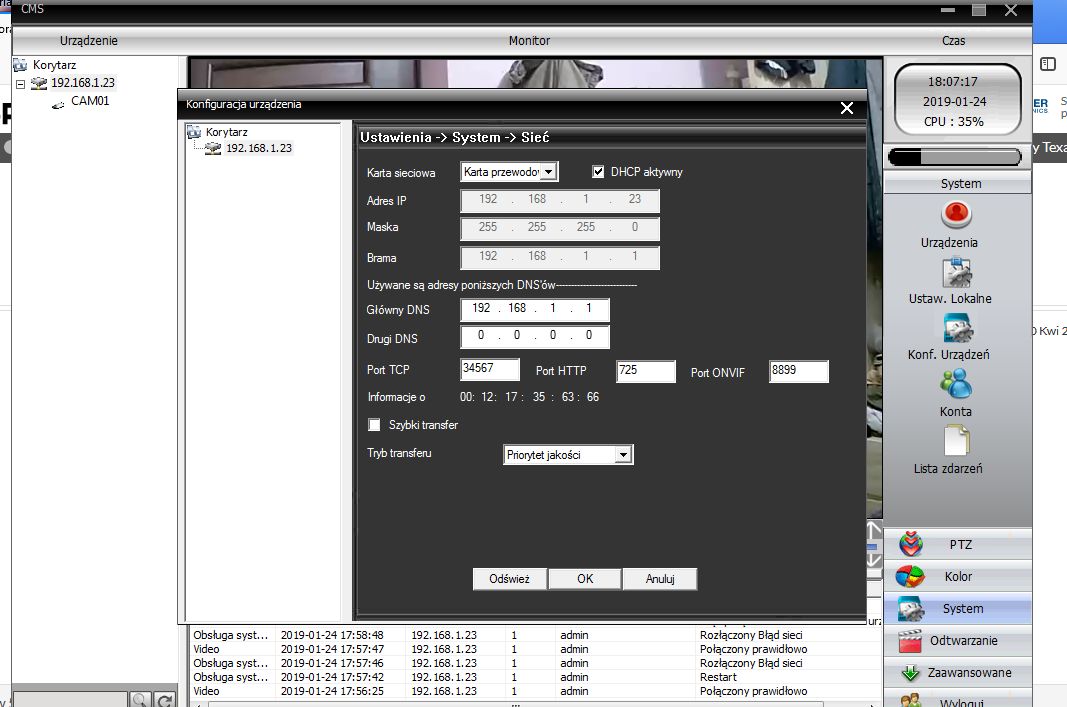 CMS
Urządzenie Monitor Czas
Korytarz
192.168.1.23
CAM01
18:07:17
2019-01-24
CPU : 35%
System
Urządzenia
Ustaw. Lokalne
Konf. Urządzeń
Konta
Lista zdarzeń
PTZ
Kolor
System
Odtwarzanie
Zaawansowane
Wyloguj
Konfiguracja urządzenia
Korytarz
192.168.1.23
Ustawienia -> System -> Sieć
Karta sieciowa Karta przewodow DHCP aktywny
Adres IP 192 . 168 . 1 . 23
Maska 255 . 255 . 255 . 0
Brama 192 . 168 . 1 . 1
Używane są adresy poniższych DNS'ów---------------------------
Główny DNS 192 . 168 . 1 . 1
Drugi DNS 0 . 0 . 0 . 0
Port TCP 34567 Port HTTP 725 Port ONVIF 8899
Informacje o 00: 12: 17 : 35 : 63 : 66
Szybki transfer
Tryb transferu Priorytet jakości
Odśwież OK Anuluj
Obsługa syst... 2019-01-24 17:58:48 192.168.1.23 1 admin Rozłączony Błąd sieci
Video 2019-01-24 17:57:47 192.168.1.23 1 admin Połączony prawidłowo
Obsługa syst... 2019-01-24 17:57:46 192.168.1.23 1 admin Rozłączony Błąd sieci
Obsługa syst... 2019-01-24 17:57:42 192.168.1.23 1 admin Restart
Video 2019-01-24 17:56:25 192.168.1.23 1 admin Połączony prawidłowo
y Texa
0 Kwi 2